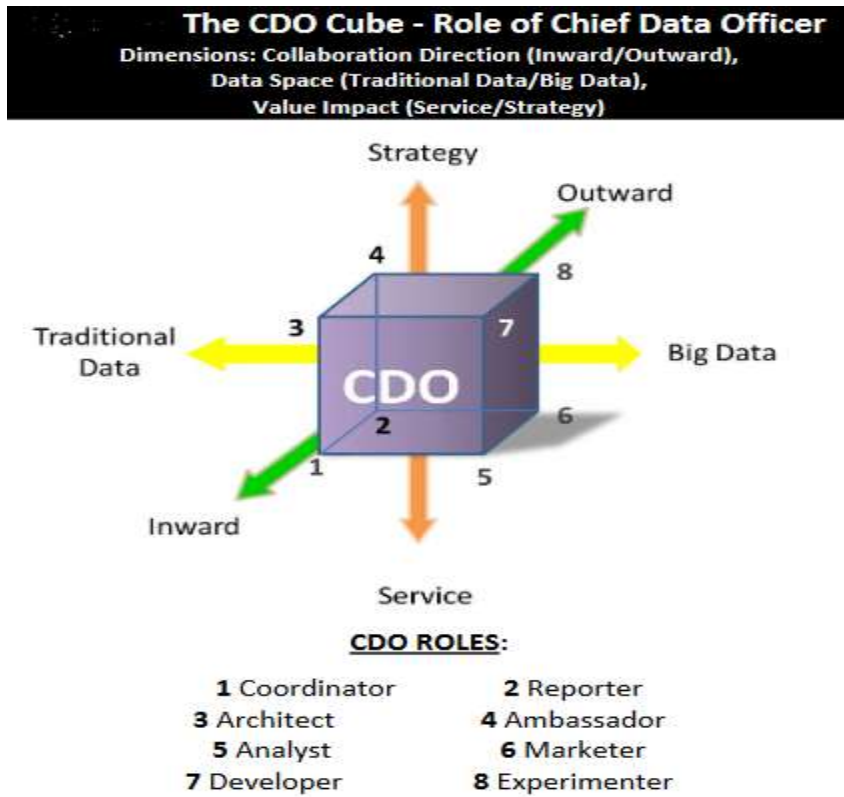 The CDO Cube - Role of Chief Data Officer
Dimensions: Collaboration Direction (Inward/Outward),
Data Space (Traditional Data/Big Data),
Value Impact (Service/Strategy)
Strategy
Outward
4
8
3
7
Traditional
Data
Big Data
CDO
2
6
1
5
Inward
Service
CDO ROLES:
1 Coordinator 2 Reporter
3 Architect 4 Ambassador
5 Analyst 6 Marketer
7 Developer 8 Experimenter